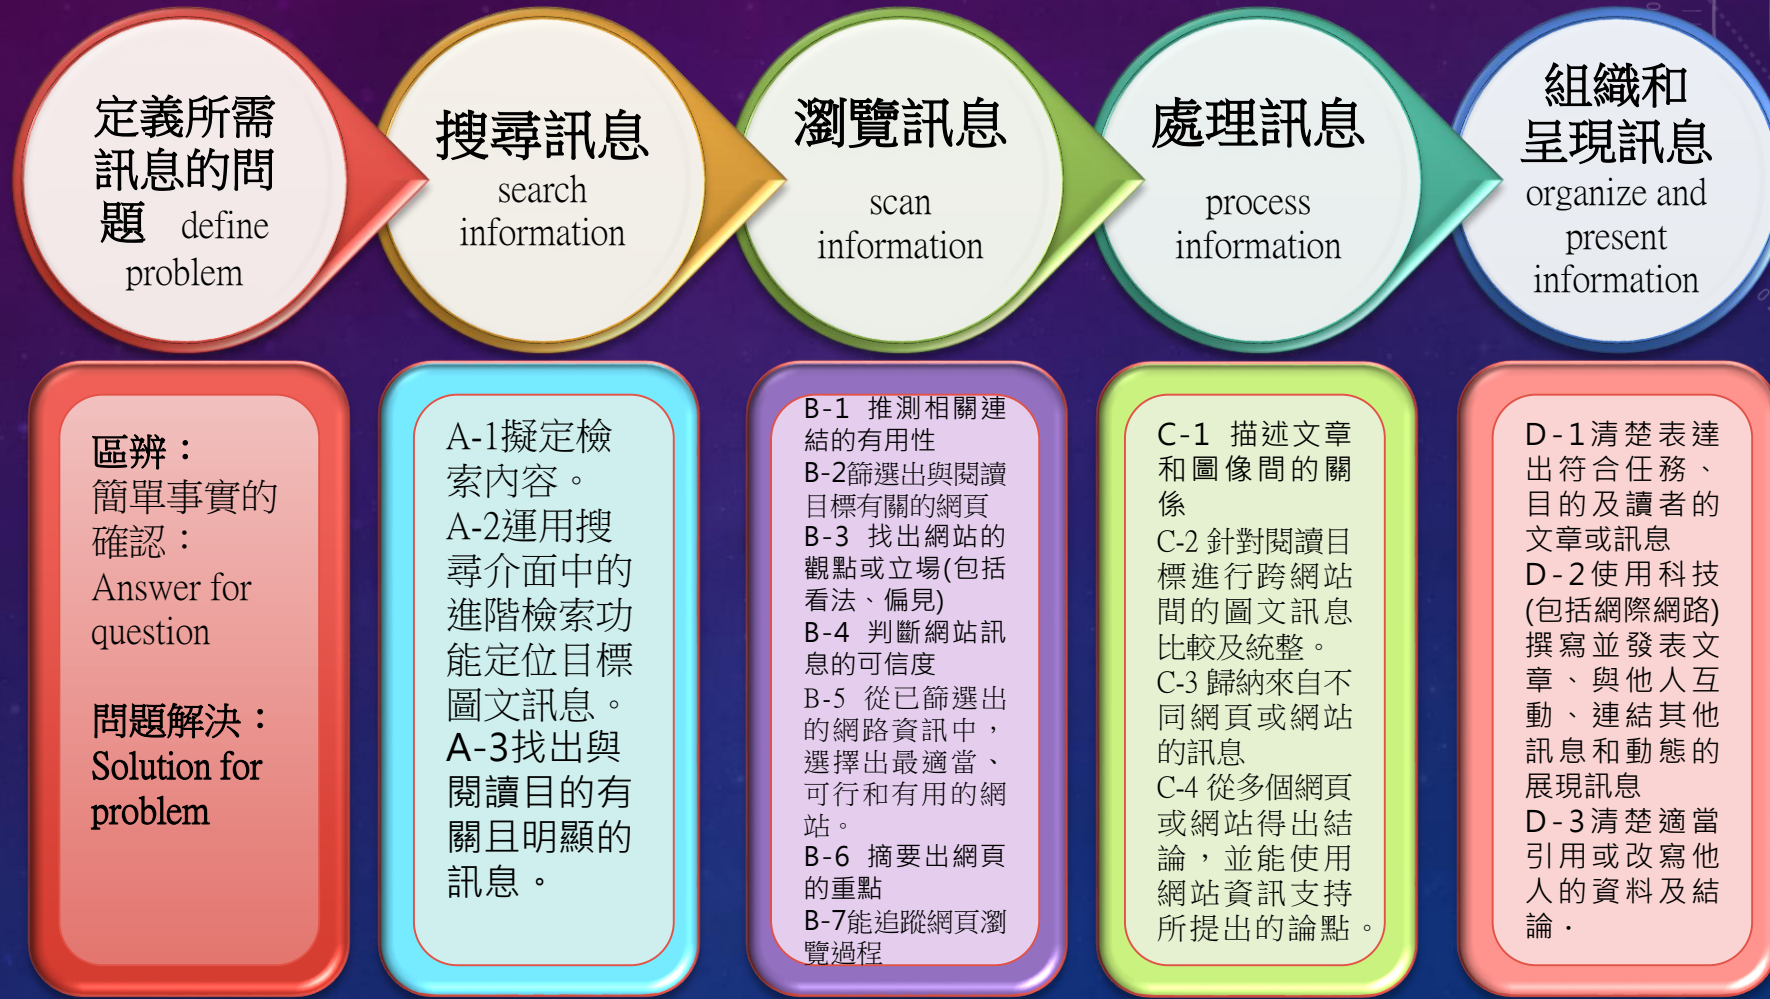 定義所需
訊息的問
題 define
problem
搜尋訊息
search
information
瀏覽訊息
scan
information
處理訊息
process
information
組織和
呈現訊息
organize and
present
information
區辨：
簡單事實的
確認：
Answer for
question
問題解決：
Solution for
problem
A-1擬定檢
索內容。
A-2運用搜
尋介面中的
進階檢索功
能定位目標
圖文訊息。
A-3找出與
閱讀目的有
關且明顯的
訊息。
B-1 推測相關連
結的有用性
B-2篩選出與閱讀
目標有關的網頁
B-3 找出網站的
觀點或立場(包括
看法、偏見)
B-4 判斷網站訊
息的可信度
B-5 從已篩選出
的網路資訊中，
選擇出最適當、
可行和有用的網
站。
B-6 摘要出網頁
的重點
B-7能追蹤網頁瀏
覽過程
C-1 描述文章
和圖像間的關
係
C-2 針對閱讀目
標進行跨網站
間的圖文訊息
比較及統整。
C-3 歸納來自不
同網頁或網站
的訊息
C-4 從多個網頁
或網站得出結
論，並能使用
網站資訊支持
所提出的論點。
D-1清楚表達
出符合任務、
目的及讀者的
文章或訊息
D-2使用科技
(包括網際網路)
撰寫並發表文
章、與他人互
動、連結其他
訊息和動態的
展現訊息
D-3清楚適當
引用或改寫他
人的資料及結
論．